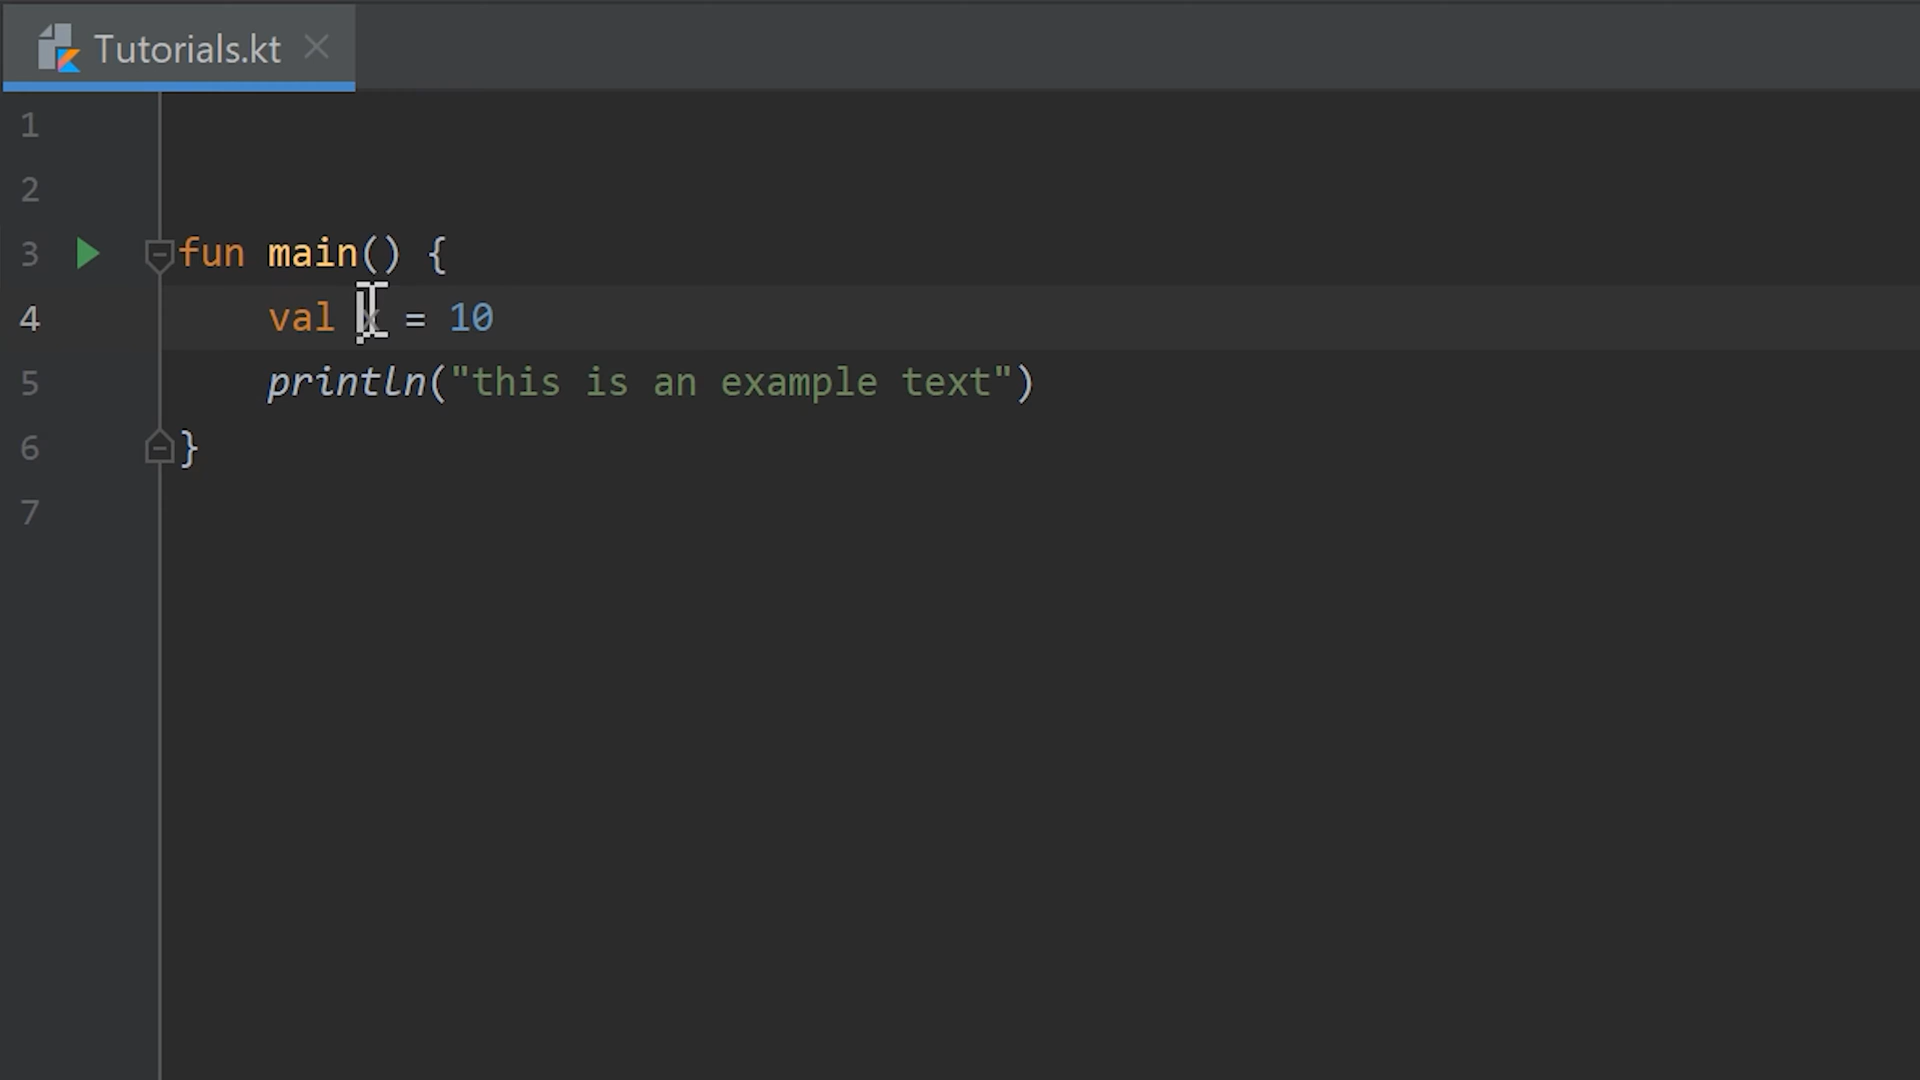 Tutorials.kt
1
2
3 fun main() {
4 val x = 10
5 println("this is an example text")
6 }
7